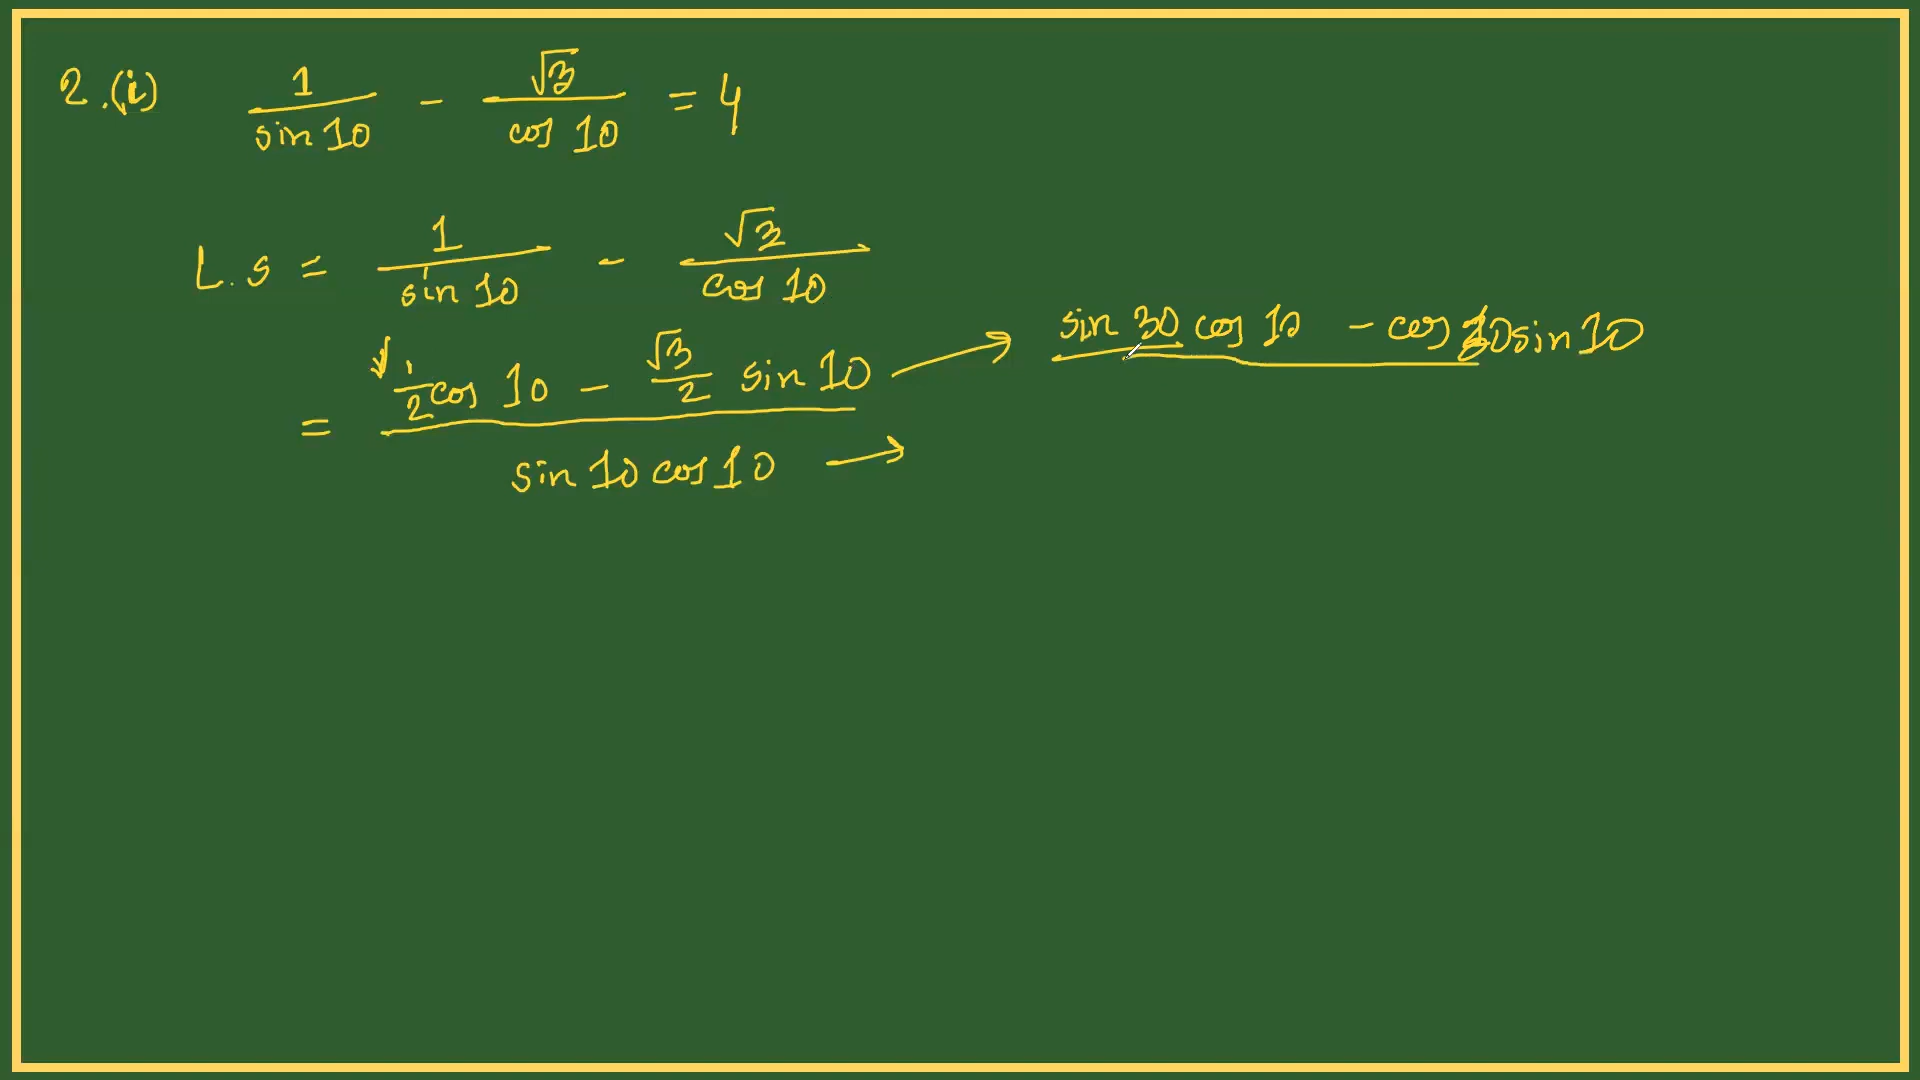 2.(i) 1/sin 10 - √3/cos 10 = 4
L.S = 1/sin 10 - √3/cos 10
= (1/2 cos 10 - √3/2 sin 10)/(sin 10 cos 10) → sin 30 cos 10 - cos 30 sin 10
→